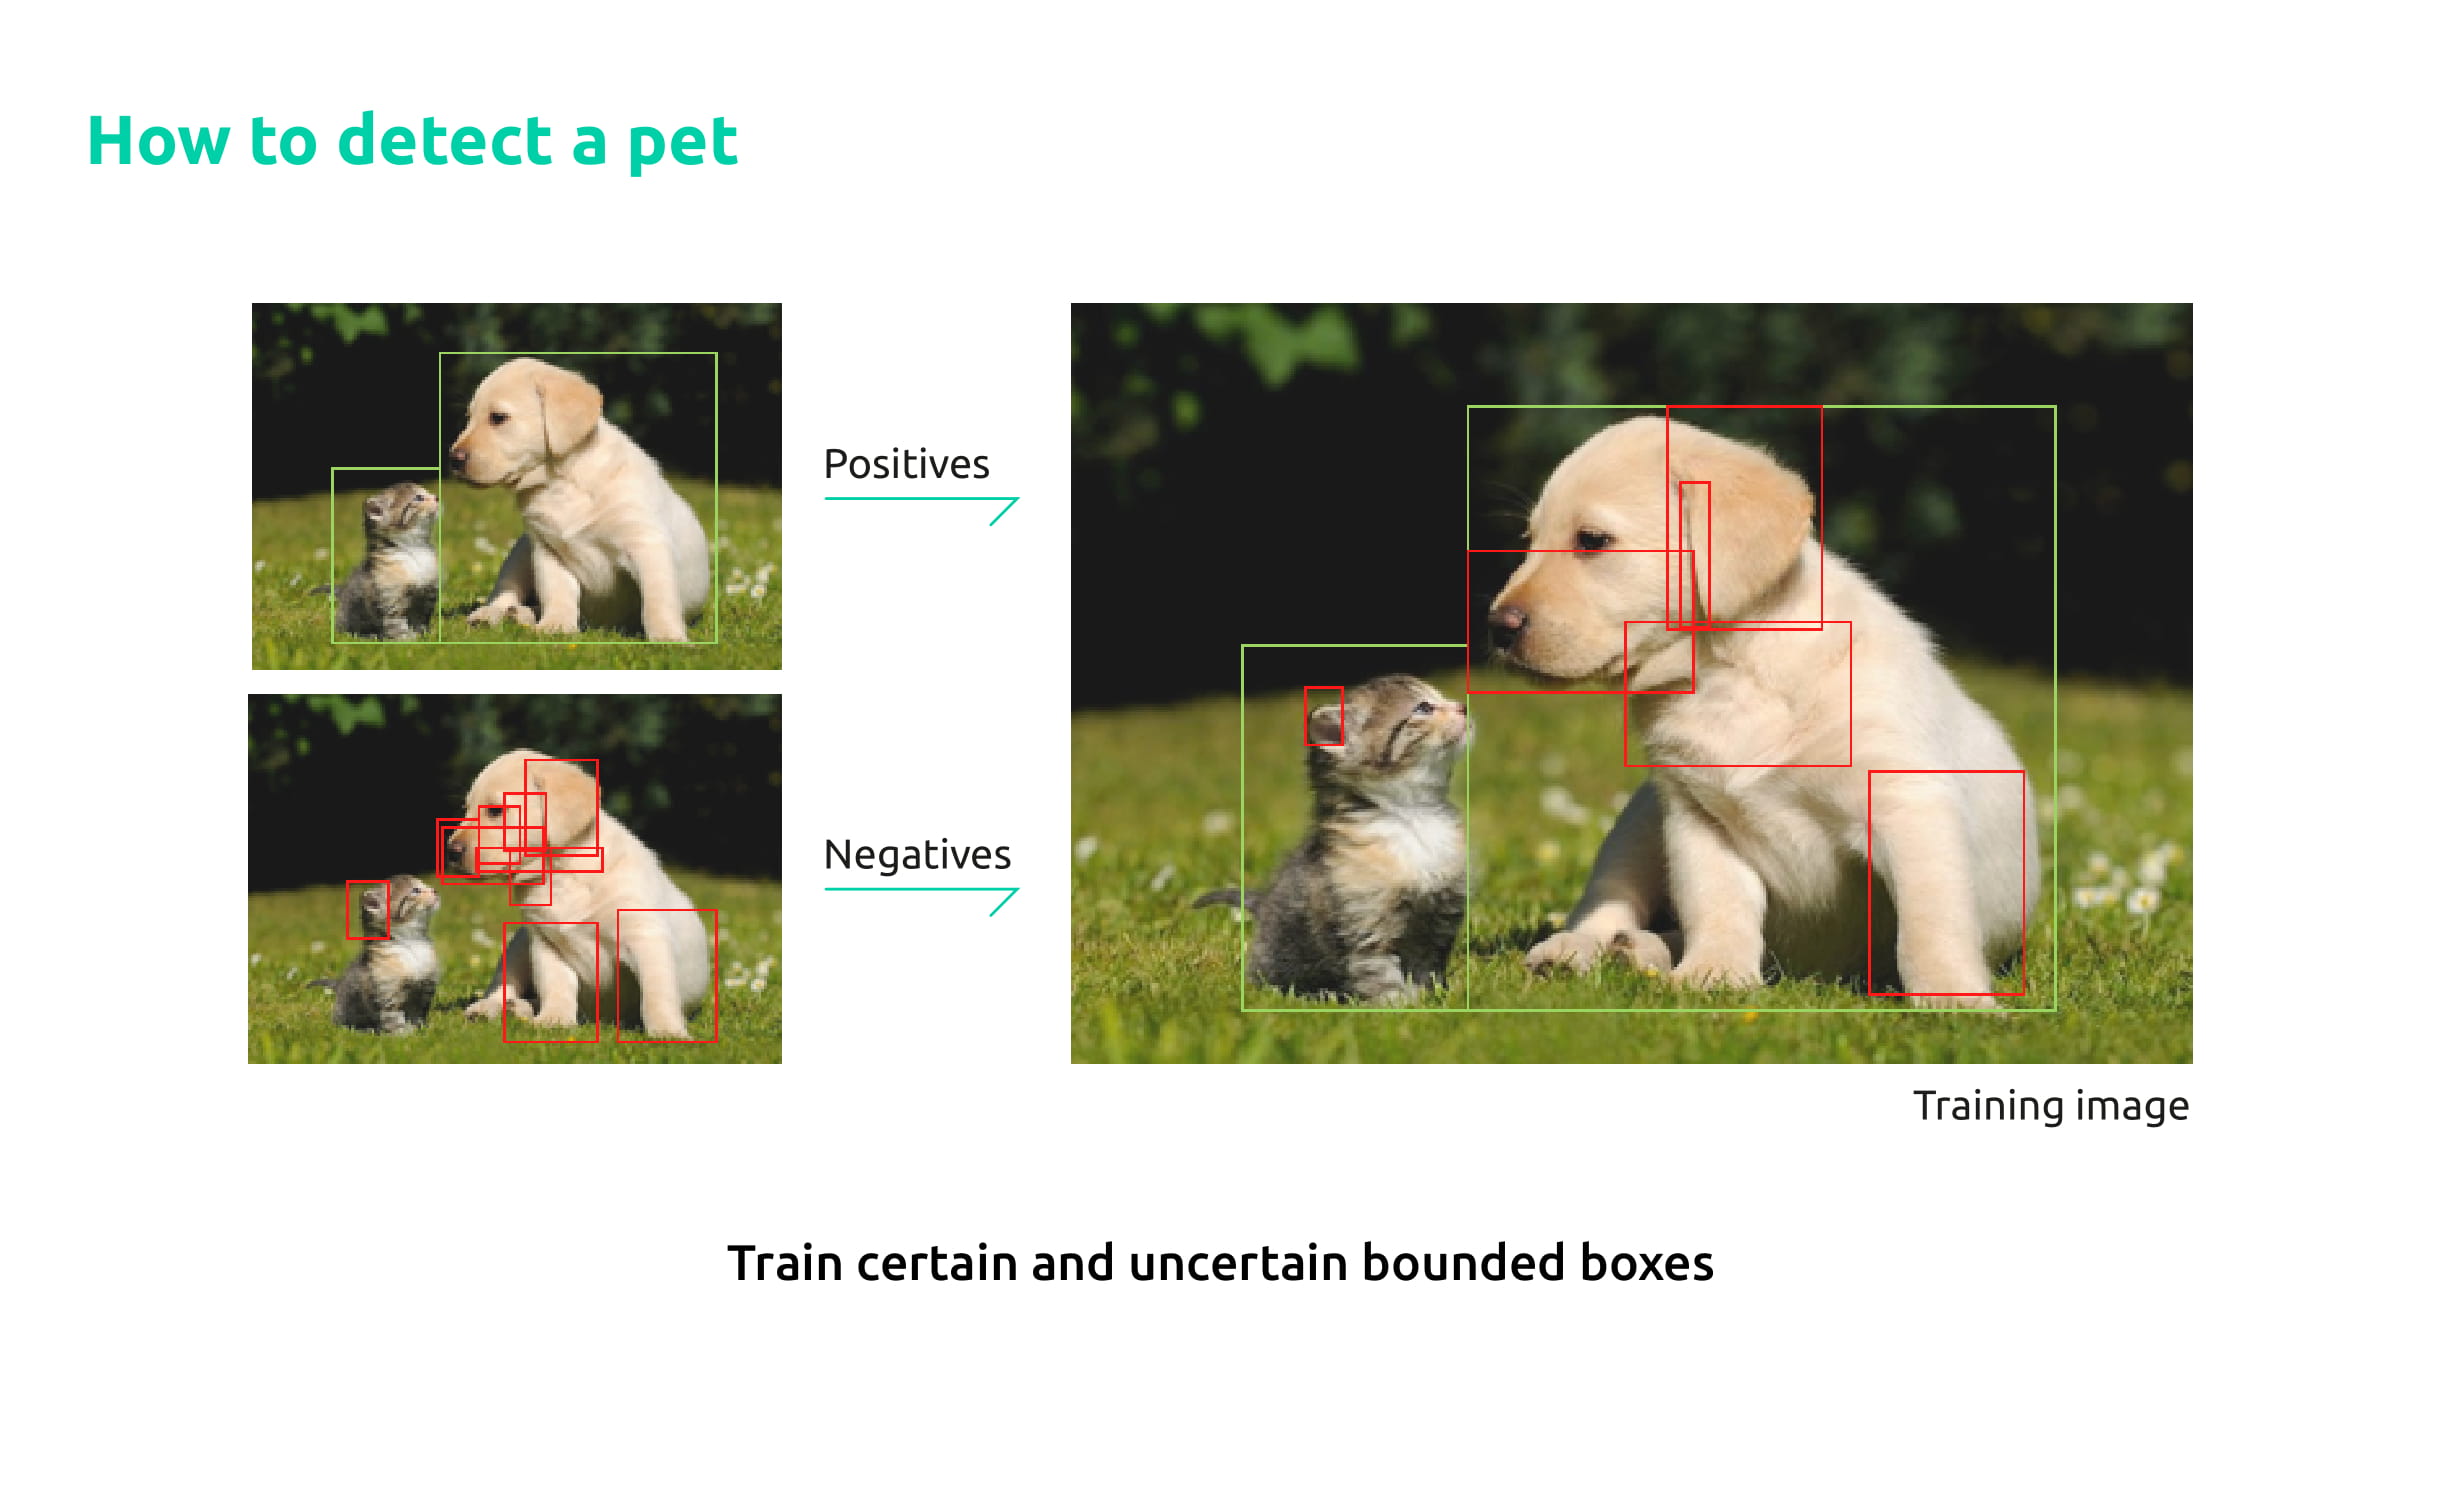 How to detect a pet
Positives
Negatives
Training image
Train certain and uncertain bounded boxes